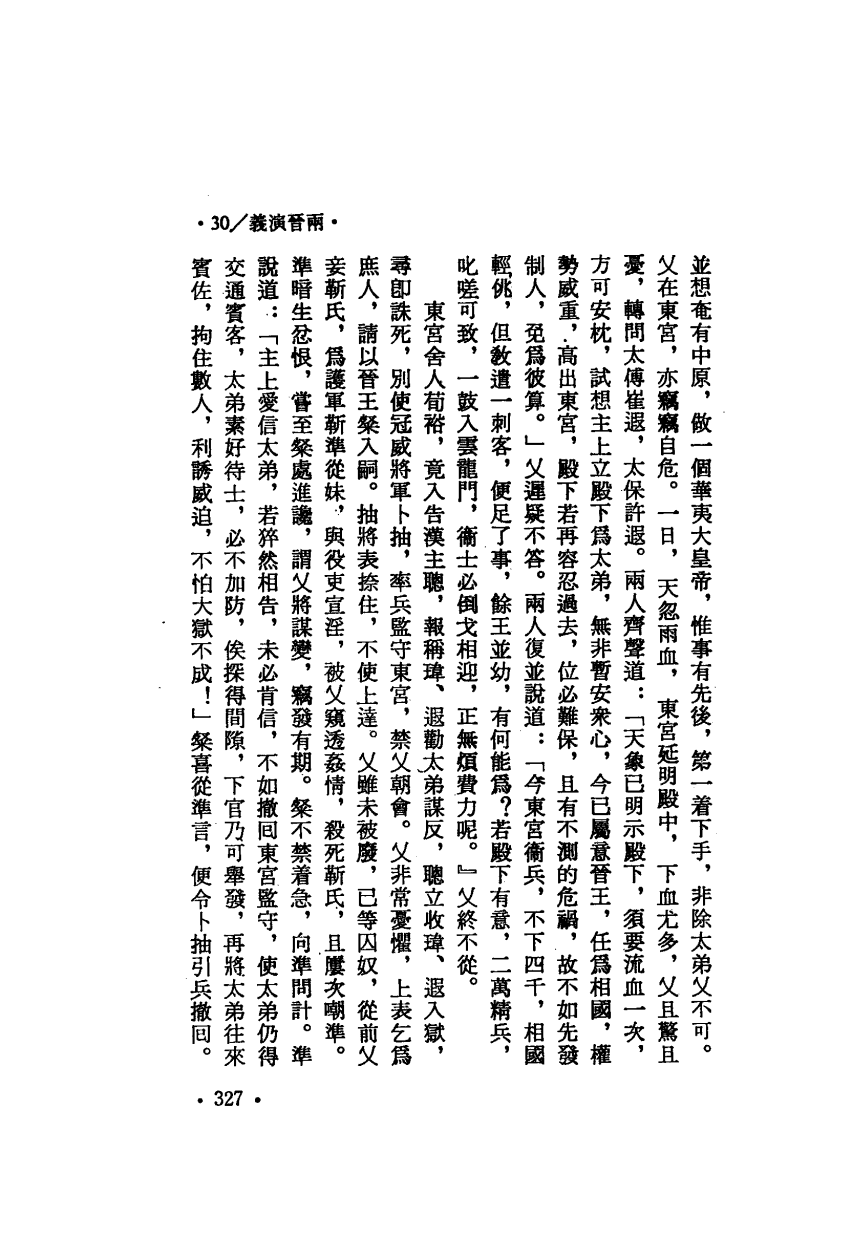 ·30／義演晉兩·
並想奄有中原，做一個華夷大皇帝，惟事有先後，第一着下手，非除太弟乂不可。
乂在東宮，亦竊竊自危。一日，天忽雨血，東宮延明殿中，下血尤多，乂且驚且
憂，轉問太傅崔遐，太保許遐。兩人齊聲道：「天象已明示殿下，須要流血一次，
方可安枕，試想主上立殿下爲太弟，無非暫安衆心，今已屬意晉王，任爲相國，權
勢威重，高出東宮，殿下若再容忍過去，位必難保，且有不測的危禍，故不如先發
制人，免爲彼算。」乂遲疑不答。兩人復並說道：「今東宮衞兵，不下四千，相國
輕佻，但敎遣一刺客，便足了事，餘王並幼，有何能爲？若殿下有意，二萬精兵，
叱嗟可致，一鼓入雲龍門，衞士必倒戈相迎，正無煩費力呢。』乂終不從。
東宮舍人荀裕，竟入告漢主聰，報稱瑋、遐勸太弟謀反，聰立收瑋、遐入獄，
尋卽誅死，別使冠威將軍卜抽，率兵監守東宮，禁乂朝會。乂非常憂懼，上表乞爲
庶人，請以晉王粲入嗣。抽將表捺住，不使上達。乂雖未被廢，已等囚奴，從前乂
妾靳氏，爲護軍靳準從妹，與役吏宣淫，被乂窺透姦情，殺死靳氏，且屢次嘲準。
準暗生忿恨，嘗至粲處進讒，謂乂將謀變，竊發有期。粲不禁着急，向準問計。準
說道：「主上愛信太弟，若猝然相告，未必肯信，不如撤回東宮監守，使太弟仍得
交通賓客，太弟素好待士，必不加防，俟探得間隙，下官乃可舉發，再將太弟往來
賓佐，拘住數人，利誘威迫，不怕大獄不成！」粲喜從準言，便令卜抽引兵撤回。
·327·